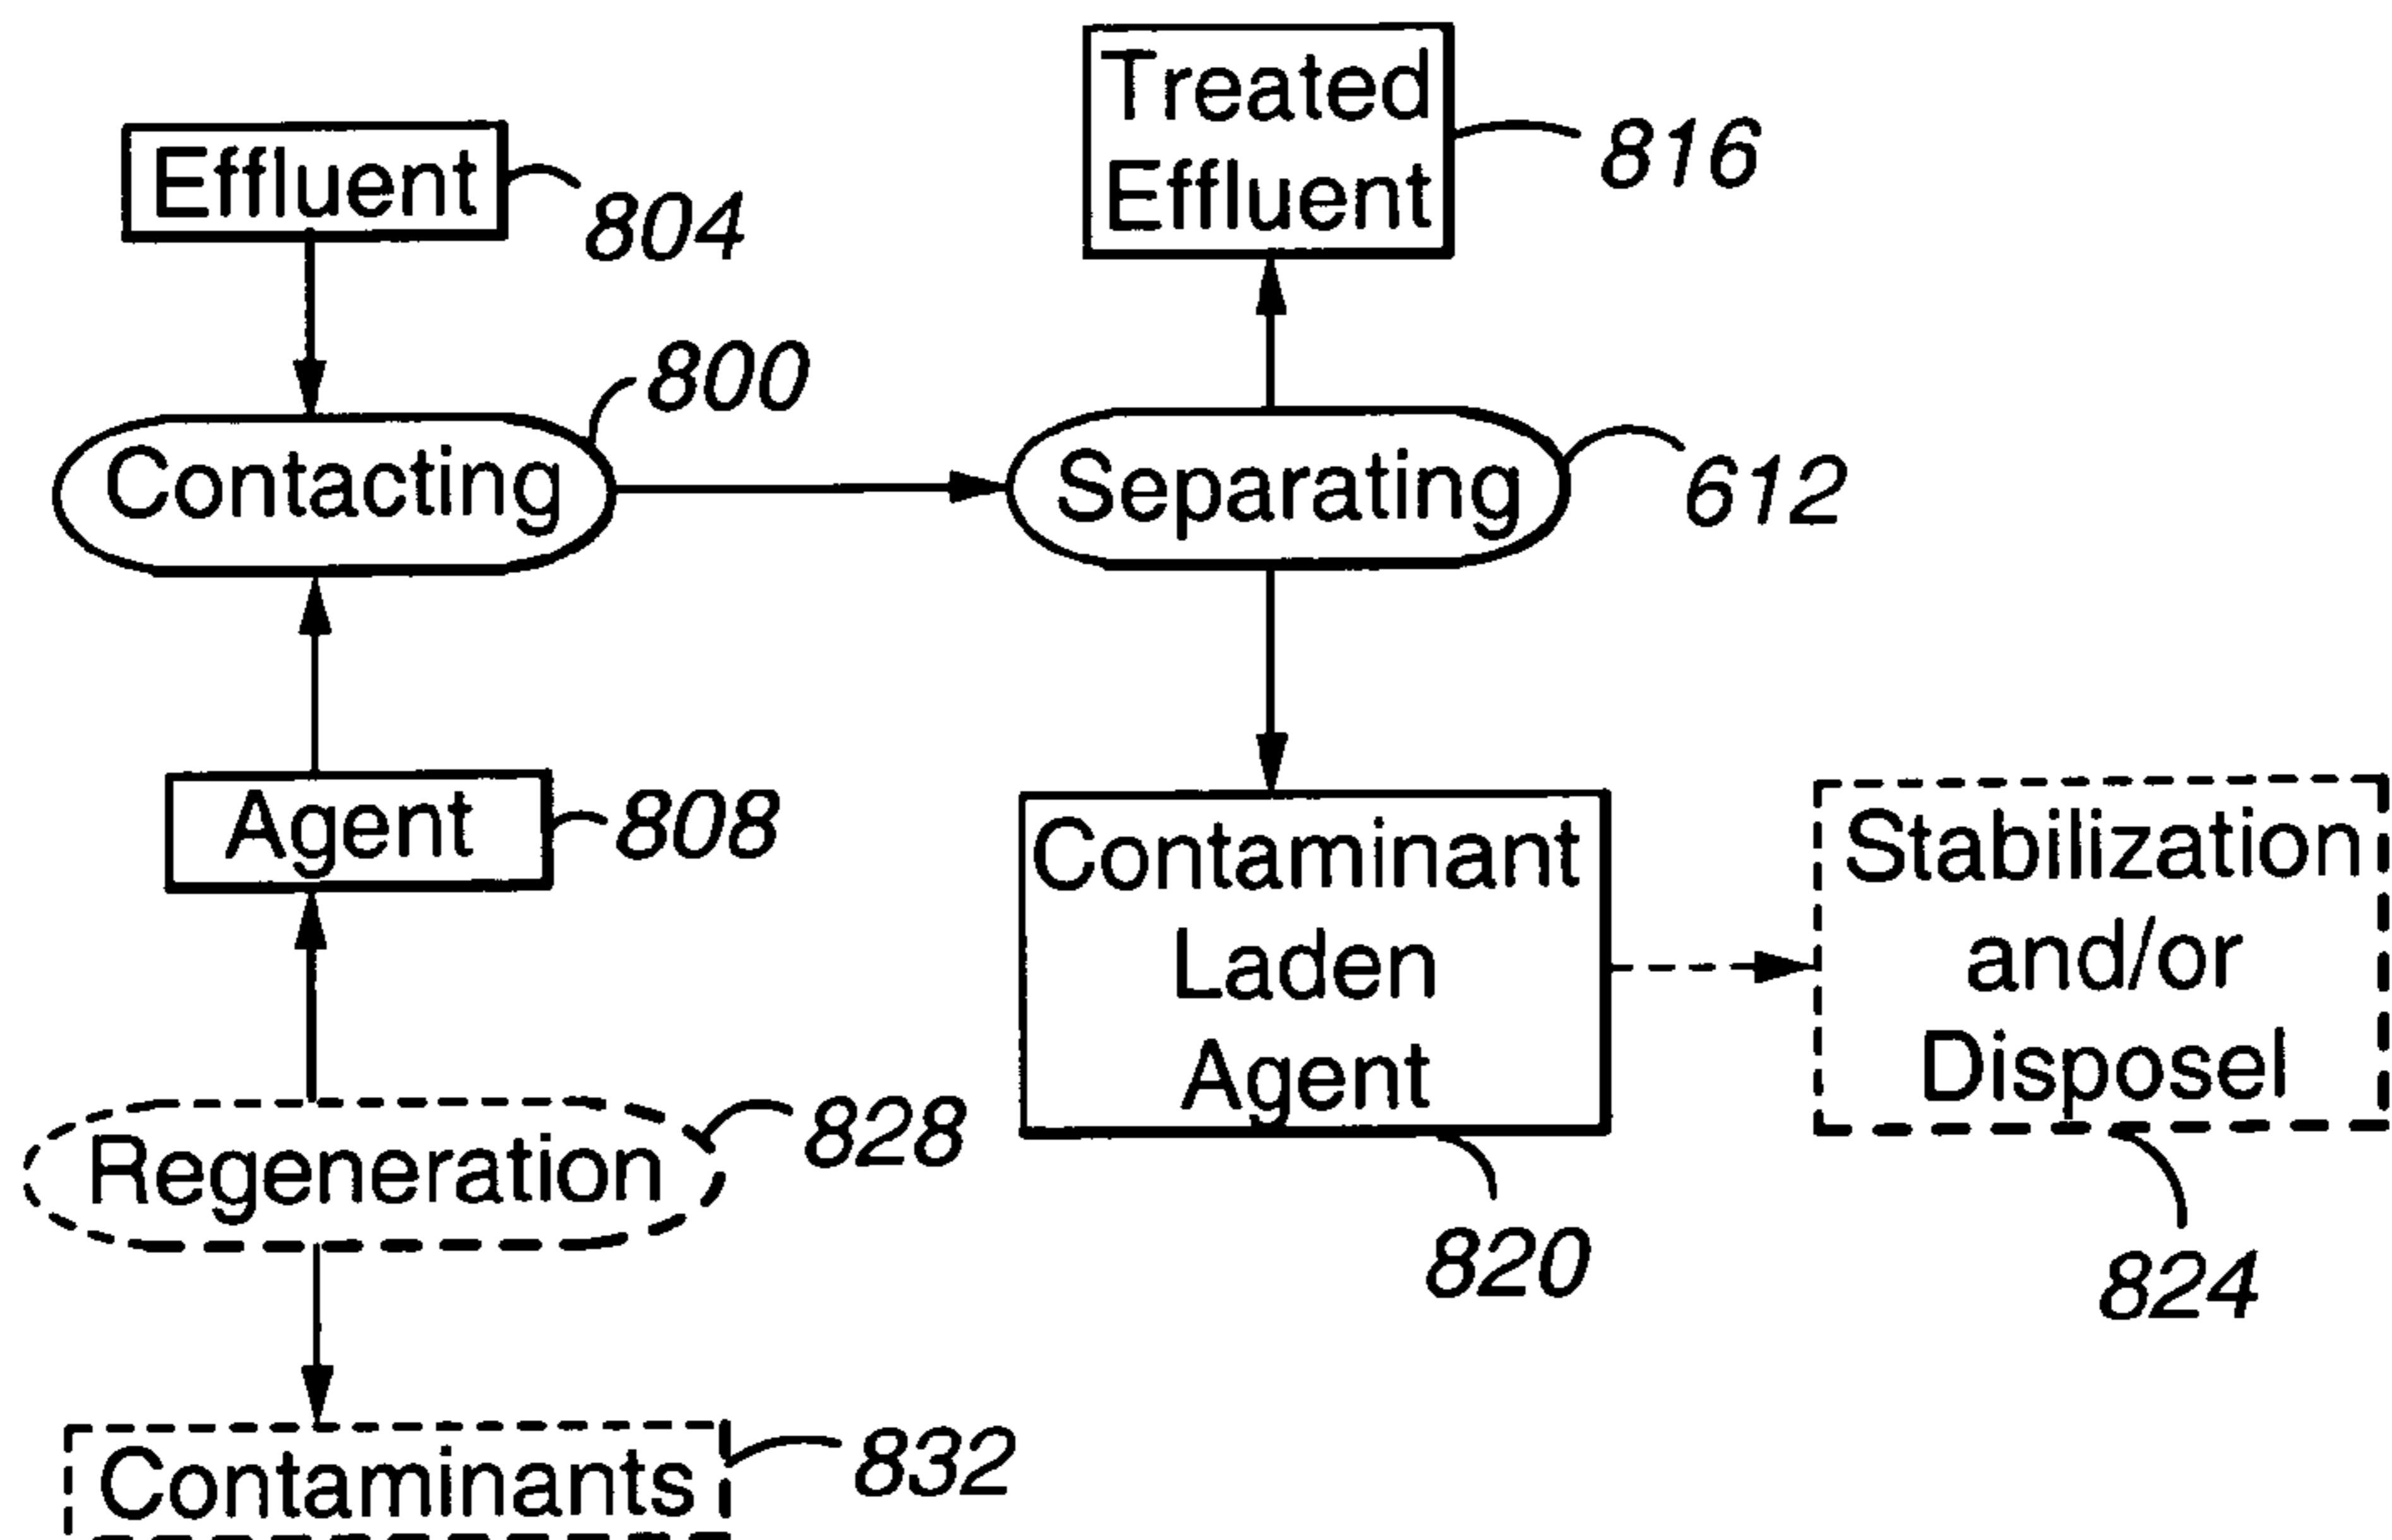 Effluent
804
Treated
Effluent
816
Contacting
800
Separating
612
Agent
808
Contaminant
Laden
Agent
820
Stabilization
and/or
Disposel
824
Regeneration
828
Contaminants
832